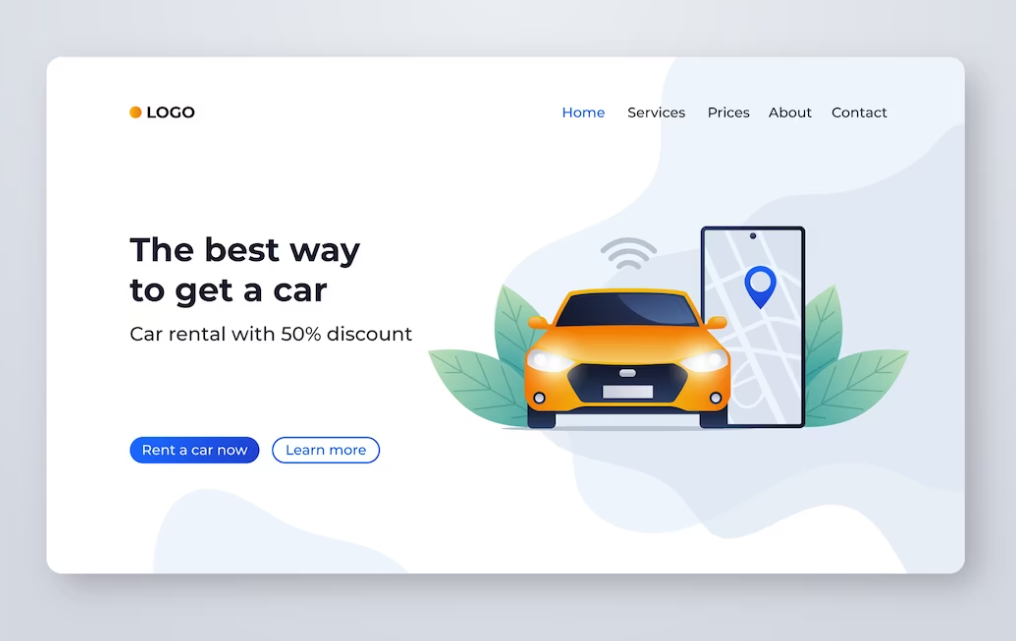 LOGO
Home Services Prices About Contact
The best way
to get a car
Car rental with 50% discount
Rent a car now Learn more